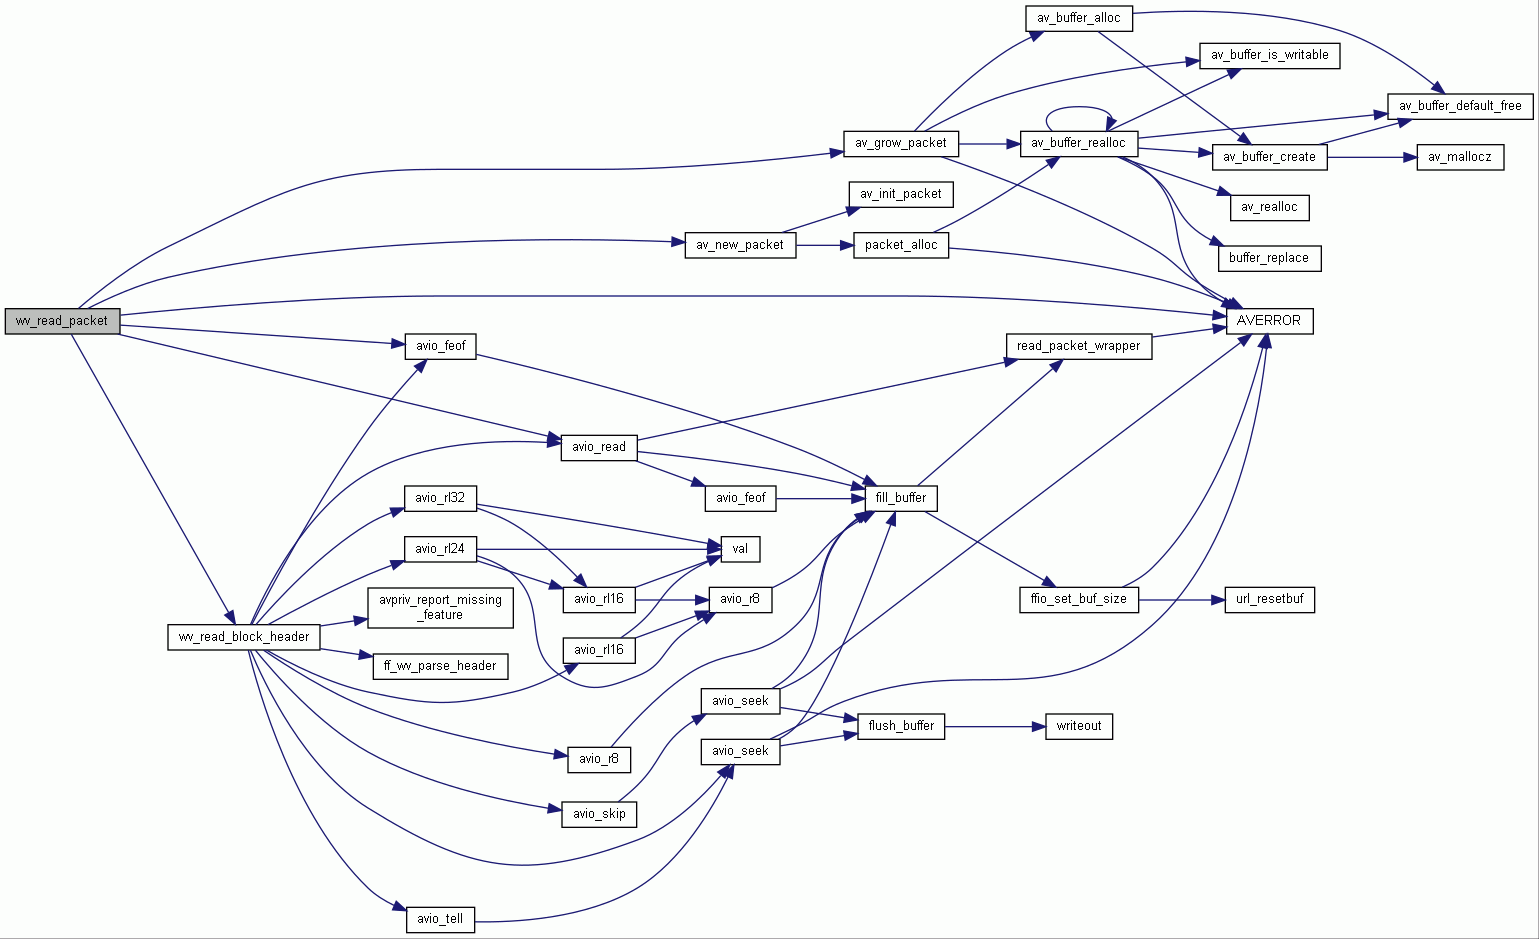 av_buffer_alloc
av_buffer_is_writable
av_buffer_default_free
av_grow_packet
av_buffer_realloc
av_buffer_create
av_mallocz
av_init_packet
av_realloc
av_new_packet
packet_alloc
buffer_replace
wv_read_packet
AVERROR
avio_feof
read_packet_wrapper
avio_read
avio_rl32
avio_feof
fill_buffer
avio_rl24
val
avpriv_report_missing
_feature
avio_rl16
avio_r8
ffio_set_buf_size
url_resetbuf
wv_read_block_header
avio_rl16
ff_wv_parse_header
avio_seek
flush_buffer
writeout
avio_seek
avio_r8
avio_skip
avio_tell